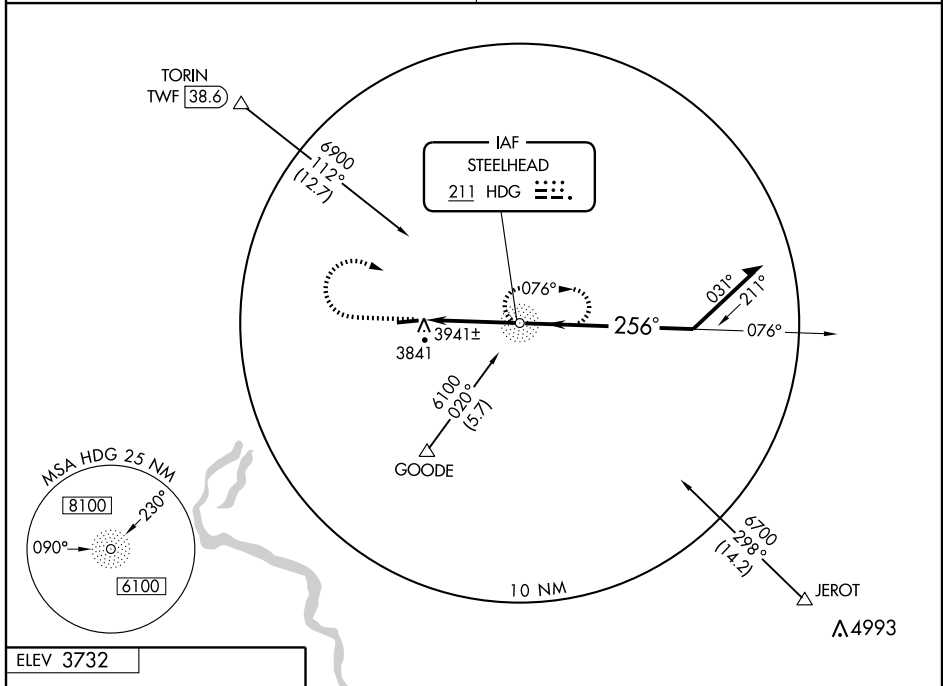 TORIN
TWF 38.6
6900
112°
(12.7)
IAF
STEELHEAD
211 HDG
076°
031°
211°
256°
076°
3941±
3841
6100
020°
(5.7)
GOODE
MSA HDG 25 NM
8100
230°
090°
6100
6700
298°
(14.2)
10 NM
JEROT
4993
ELEV 3732